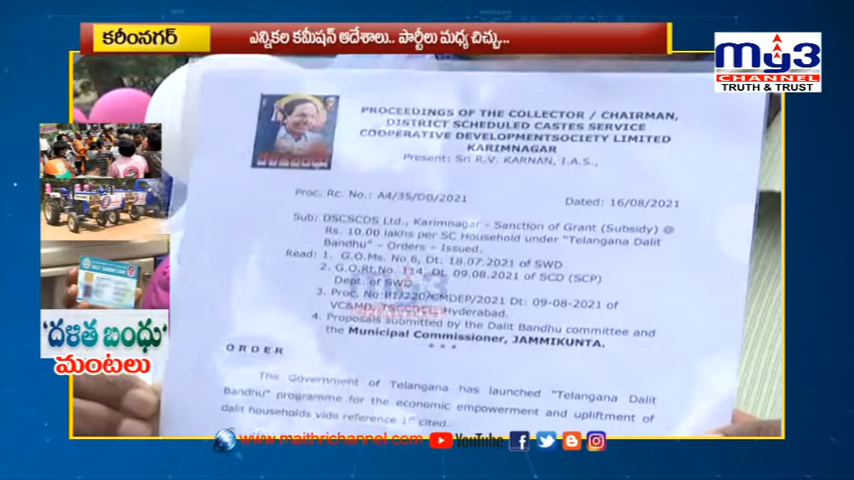 కరీంనగర్
ఎన్నికల కమీషన్ ఆదేశాలు.. పార్టీల మధ్య చిచ్చు...
my3
CHANNEL
TRUTH & TRUST
PROCEEDINGS OF THE COLLECTOR / CHAIRMAN,
DISTRICT SCHEDULED CASTES SERVICE
COOPERATIVE DEVELOPMENTSOCIETY LIMITED
KARIMNAGAR
Present: Sri R.V. KARNAN, I.A.S.,
Proc. Rc. No.: A4/35/DD/2021
Dated: 16/08/2021
Sub: DSCSCDS Ltd., Karimnagar - Sanction of Grant (Subsidy) @
Rs. 10.00 lakhs per SC Household under "Telangana Dalit
Bandhu" – Orders – Issued.
Read: 1. G.O.Ms. No 6, Dt: 18.07.2021 of SWD
2. G.O.Rt.No. 114, Dt. 09.08.2021 of SCD (SCP)
Dept. of SWD
3. Proc. No. /220/CMDEP/2021 Dt: 09-08-2021 of
VC&MD, Hyderabad.
4. Proposals submitted by the Dalit Bandhu committee and
the Municipal Commissioner, JAMMIKUNTA.
***
ORDER
The Government of Telangana has launched "Telangana Dalit
Bandhu" programme for the economic empowerment and upliftment of
dalit households vide reference 1st cited.
'దళిత బంధు'
మంటలు
www.maithrichannel.com YouTube